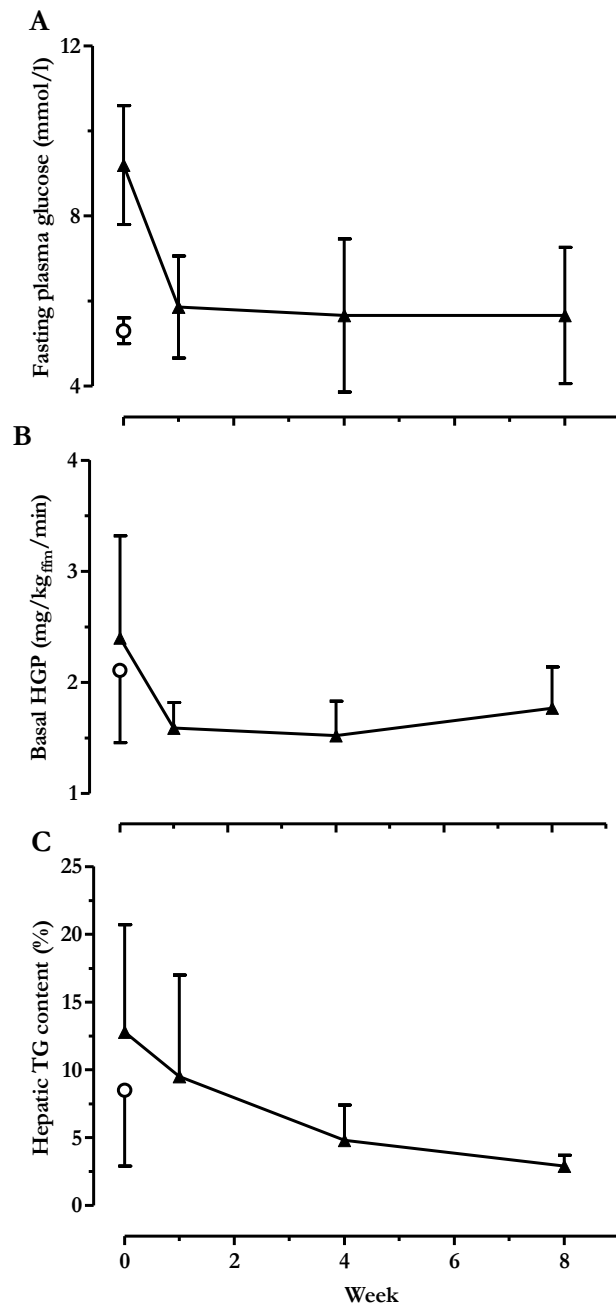 A
Fasting plasma glucose (mmol/l)
12
8
4
B
Basal HGP (mg/kgffm/min)
4
3
2
1
C
Hepatic TG content (%)
25
20
15
10
5
0
0 2 4 6 8
Week